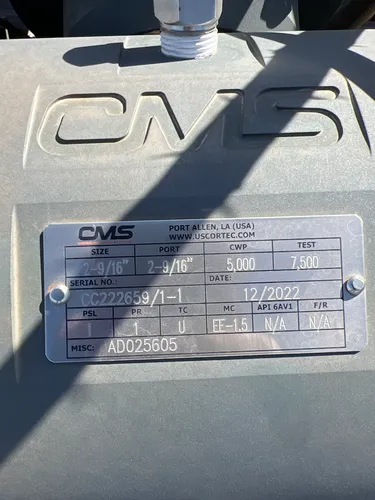 CMS
CMS
PORT ALLEN, LA (USA)
WWW.USCORTEC.COM
SIZE PORT CWP TEST
2-9/16" 2-9/16" 5,000 7,500
SERIAL NO: DATE:
CC222659/1-1 12/2022
PSL PR TC MC API 6AV1 F/R
1 1 U EE-1.5 N/A N/A
MISC: AD025605